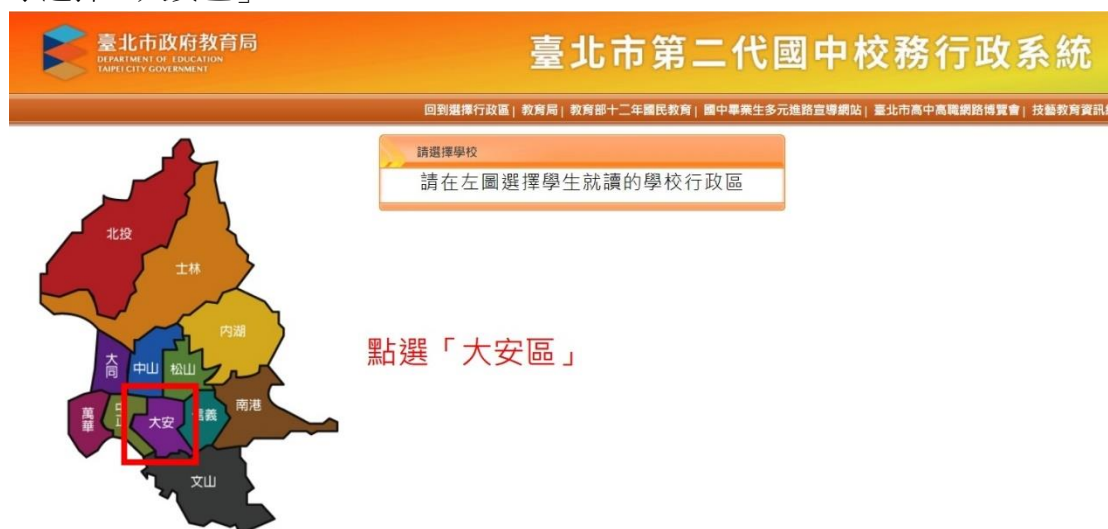 臺北市政府教育局
DEPARTMENT OF EDUCATION
TAIPEI CITY GOVERNMENT
臺北市第二代國中校務行政系統
回到選擇行政區| 教育局| 教育部十二年國民教育| 國中畢業生多元進路宣導網站| 臺北市高中高職網路博覽會| 技藝教育資訊
請選擇學校
請在左圖選擇學生就讀的學校行政區
北投
士林
內湖
點選「大安區」
大同
中山
松山
南港
萬華
中正
大安
信義
文山